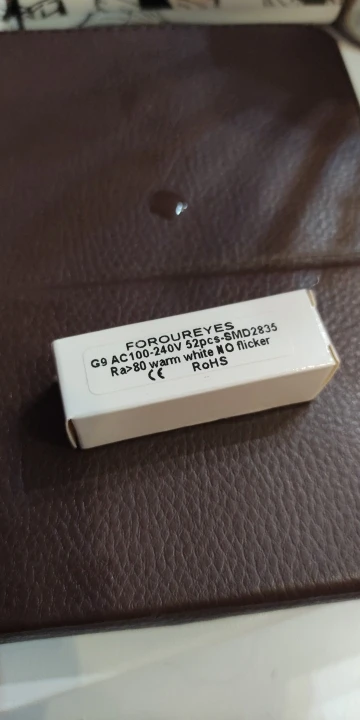 FOROUREYES
G9 AC100-240V 52pcs-SMD2835
Ra>80 warm white NO flicker
CE RoHS